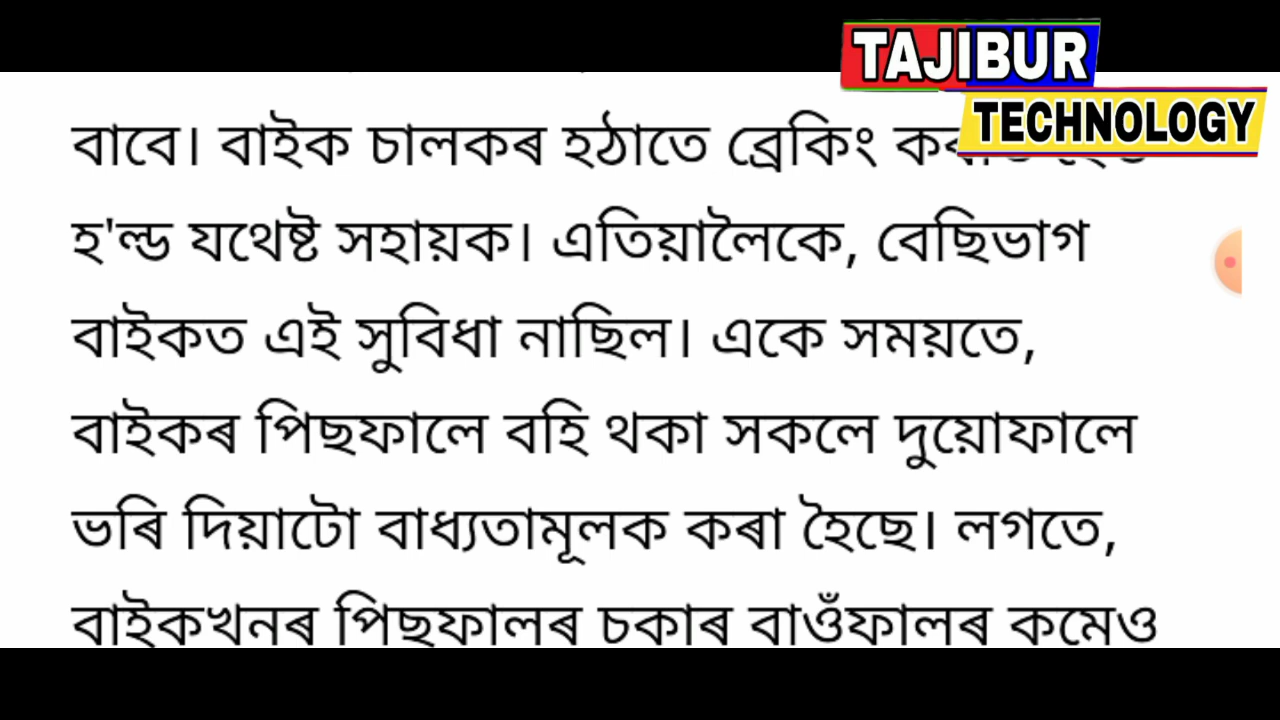 TAJIBUR
TECHNOLOGY
বাবে। বাইক চালকৰ হঠাতে ব্ৰেকিং
হ'ল্ড যথেষ্ট সহায়ক। এতিয়ালৈকে, বেছিভাগ
বাইকত এই সুবিধা নাছিল। একে সময়তে,
বাইকৰ পিছফালে বহি থকা সকলে দুয়োফালে
ভৰি দিয়াটো বাধ্যতামূলক কৰা হৈছে। লগতে,
বাইকখনৰ পিছফালৰ চকাৰ বাওঁফালৰ কমেও